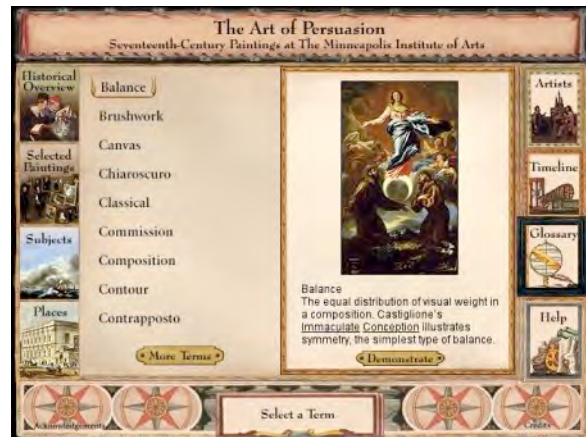 The Art of Persuasion
Seventeenth-Century Paintings at The Minneapolis Institute of Arts
Historical
Overview
Selected
Paintings
Subjects
Places
Balance
Brushwork
Canvas
Chiaroscuro
Classical
Commission
Composition
Contour
Contrapposto
More Terms
Balance
The equal distribution of visual weight in
a composition. Castiglione's
Immaculate Conception illustrates
symmetry, the simplest type of balance.
Demonstrate
Artists
Timeline
Glossary
Help
Acknowledgements
Select a Term
Credits